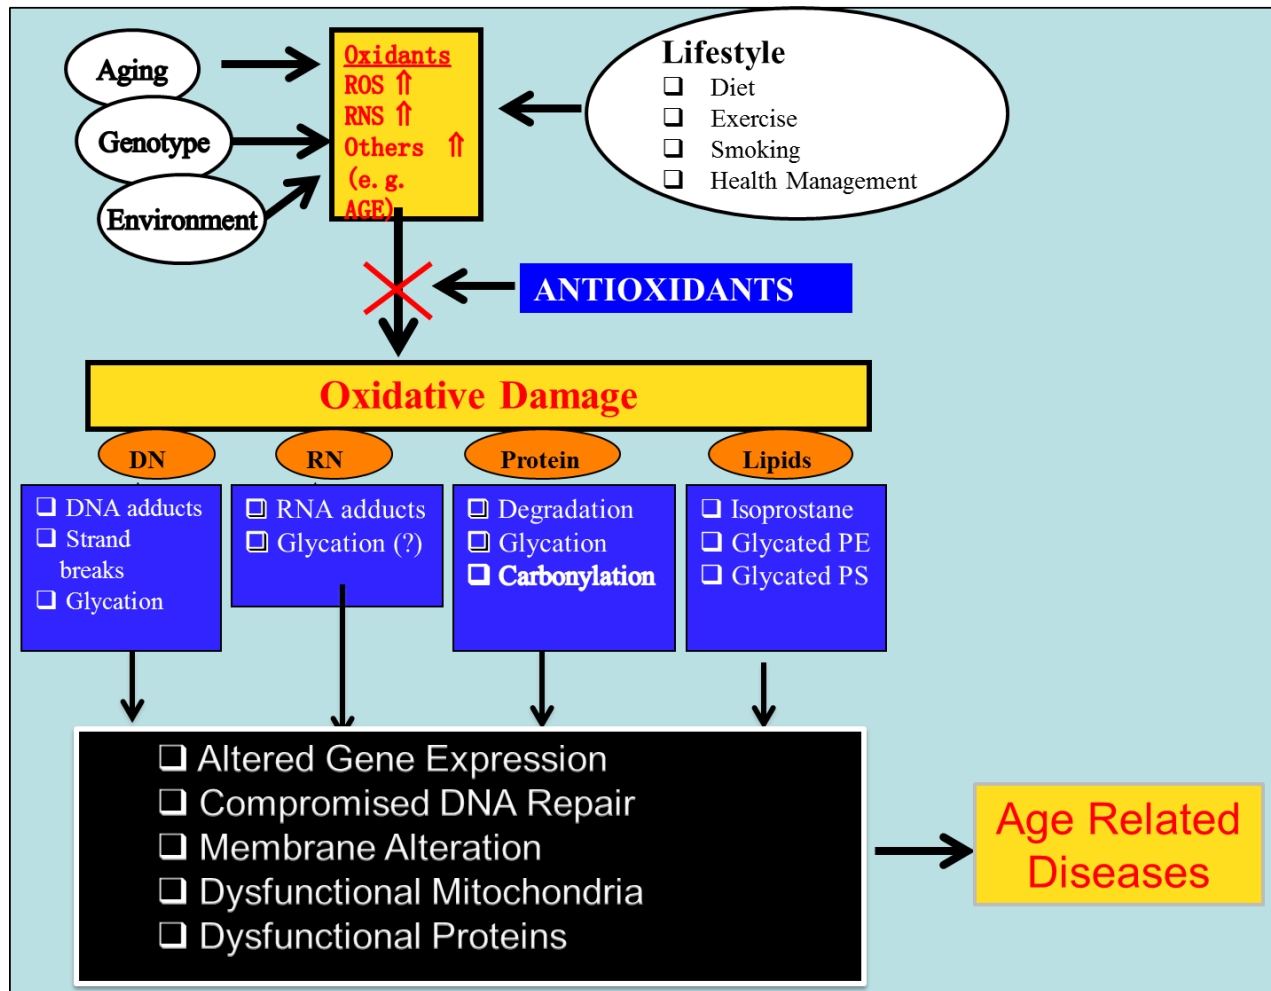 Aging
Genotype
Environment
Oxidants
ROS ⇑
RNS ⇑
Others ⇑
(e.g.
AGE)
Lifestyle
❑ Diet
❑ Exercise
❑ Smoking
❑ Health Management
ANTIOXIDANTS
Oxidative Damage
DN
❑ DNA adducts
❑ Strand
breaks
❑ Glycation
RN
❑ RNA adducts
❑ Glycation (?)
Protein
❑ Degradation
❑ Glycation
❑ Carbonylation
Lipids
❑ Isoprostane
❑ Glycated PE
❑ Glycated PS
❑ Altered Gene Expression
❑ Compromised DNA Repair
❑ Membrane Alteration
❑ Dysfunctional Mitochondria
❑ Dysfunctional Proteins
Age Related
Diseases